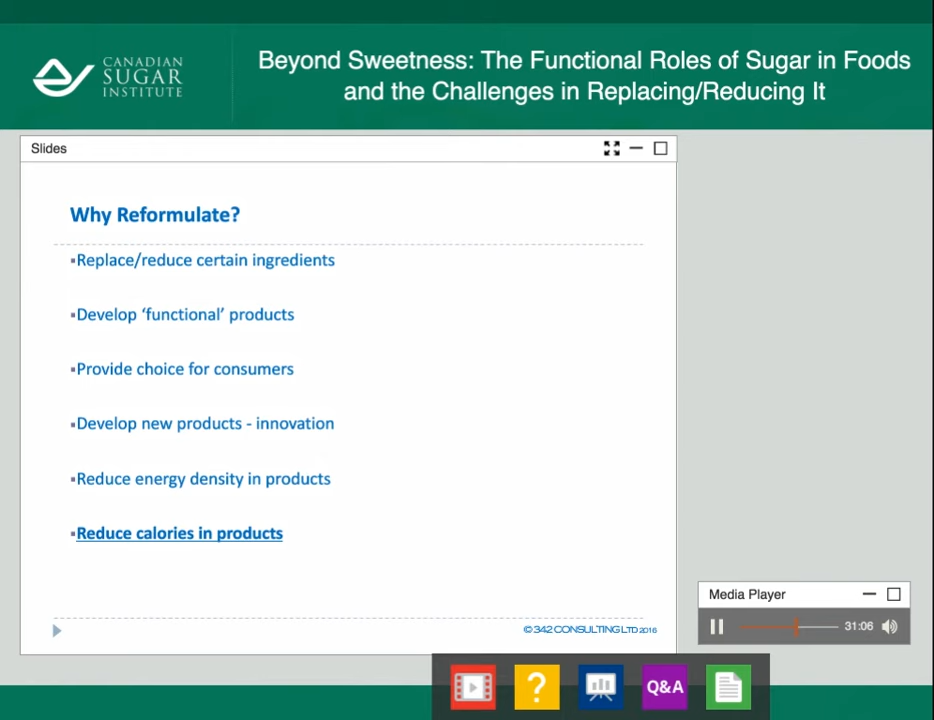 CANADIAN
SUGAR
INSTITUTE
Beyond Sweetness: The Functional Roles of Sugar in Foods
and the Challenges in Replacing/Reducing It
Slides
Why Reformulate?
▪Replace/reduce certain ingredients
▪Develop ‘functional’ products
▪Provide choice for consumers
▪Develop new products - innovation
▪Reduce energy density in products
▪Reduce calories in products
©342 CONSULTING LTD 2016
Media Player
31:06
?
Q&A